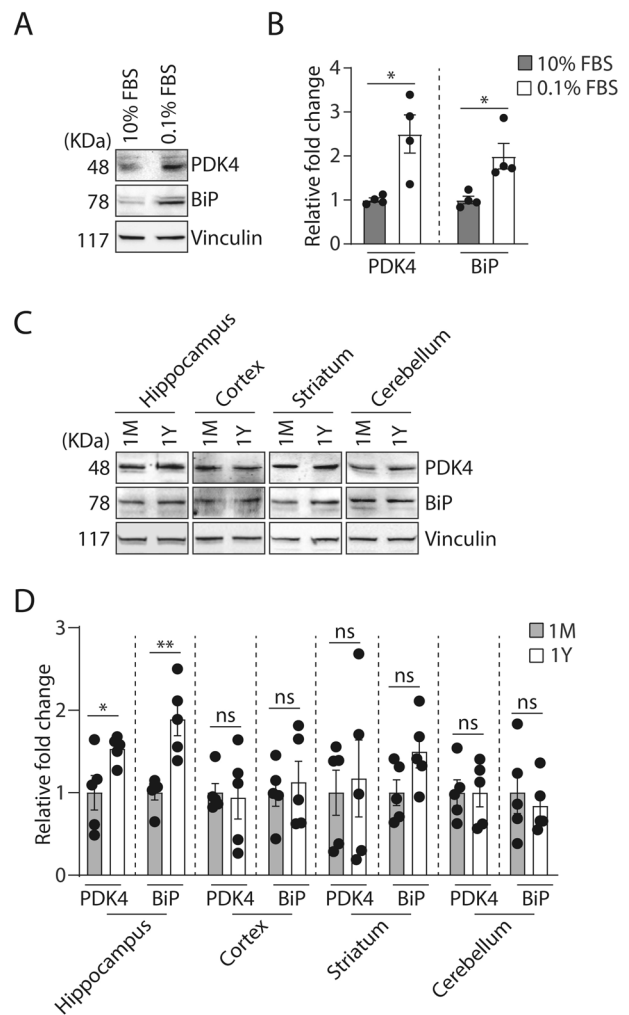 A
10% FBS
0.1% FBS
(KDa)
48
PDK4
78
BiP
117
Vinculin
B
Relative fold change
4
3
2
1
0
*
*
10% FBS
0.1% FBS
PDK4
BiP
C
Hippocampus
Cortex
Striatum
Cerebellum
(KDa)
1M 1Y 1M 1Y 1M 1Y 1M 1Y
48
PDK4
78
BiP
117
Vinculin
D
Relative fold change
3
2
1
0
*
**
ns
ns
ns
ns
ns
ns
1M
1Y
PDK4 BiP PDK4 BiP PDK4 BiP PDK4 BiP
Hippocampus
Cortex
Striatum
Cerebellum